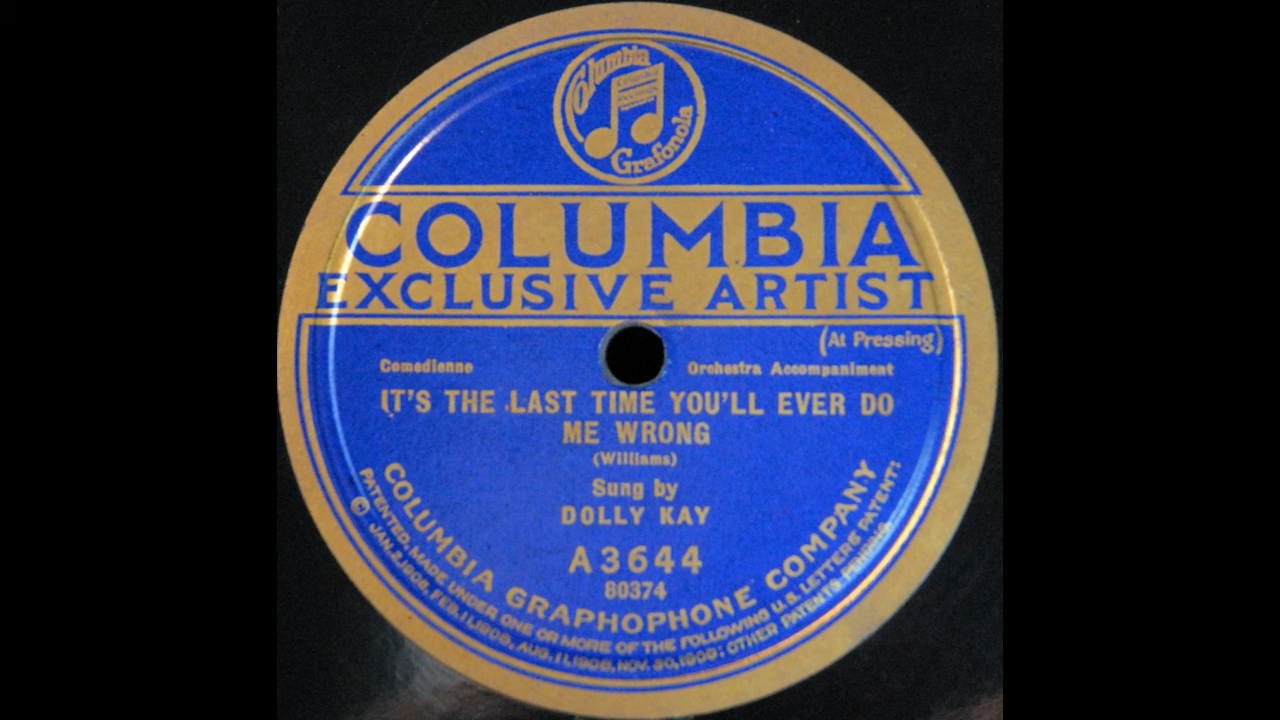 Columbia
Grafonola
COLUMBIA
EXCLUSIVE ARTIST
(At Pressing)
Comedienne Orchestra Accompaniment
IT'S THE LAST TIME YOU'LL EVER DO
ME WRONG
(Williams)
Sung by
DOLLY KAY
A3644
80374
COLUMBIA GRAPHOPHONE COMPANY
PATENTED, MADE UNDER ONE OR MORE OF THE FOLLOWING U.S. LETTERS PATENT:
© JAN. 2, 1906, FEB. 11, 1908, AUG. 11, 1908, NOV. 30, 1909; OTHER PATENTS PENDING